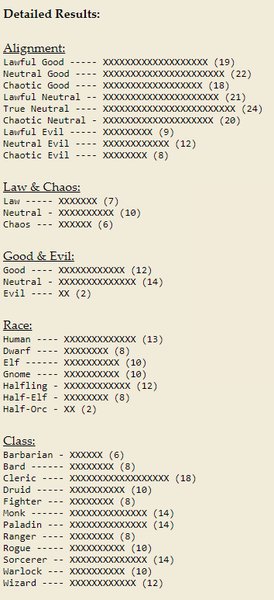 Detailed Results:
Alignment:
Lawful Good ----- XXXXXXXXXXXXXXXXXXX (19)
Neutral Good ---- XXXXXXXXXXXXXXXXXXXXXX (22)
Chaotic Good ---- XXXXXXXXXXXXXXXXXX (18)
Lawful Neutral -- XXXXXXXXXXXXXXXXXXXXX (21)
True Neutral ---- XXXXXXXXXXXXXXXXXXXXXXXX (24)
Chaotic Neutral - XXXXXXXXXXXXXXXXXXXX (20)
Lawful Evil ----- XXXXXXXXX (9)
Neutral Evil ---- XXXXXXXXXXXX (12)
Chaotic Evil ---- XXXXXXXX (8)
Law & Chaos:
Law ----- XXXXXXX (7)
Neutral - XXXXXXXXXX (10)
Chaos --- XXXXXX (6)
Good & Evil:
Good ---- XXXXXXXXXXXX (12)
Neutral - XXXXXXXXXXXXXX (14)
Evil ---- XX (2)
Race:
Human ---- XXXXXXXXXXXXX (13)
Dwarf ---- XXXXXXXX (8)
Elf ------ XXXXXXXXXX (10)
Gnome ---- XXXXXXXXXX (10)
Halfling - XXXXXXXXXXXX (12)
Half-Elf - XXXXXXXX (8)
Half-Orc - XX (2)
Class:
Barbarian - XXXXXX (6)
Bard ------ XXXXXXXX (8)
Cleric ---- XXXXXXXXXXXXXXXXXX (18)
Druid ----- XXXXXXXXXX (10)
Fighter --- XXXXXXXX (8)
Monk ------ XXXXXXXXXXXXXX (14)
Paladin --- XXXXXXXXXXXXXX (14)
Ranger ---- XXXXXXXX (8)
Rogue ----- XXXXXXXXXX (10)
Sorcerer -- XXXXXXXXXXXXXX (14)
Warlock --- XXXXXXXXXX (10)
Wizard ---- XXXXXXXXXXXX (12)